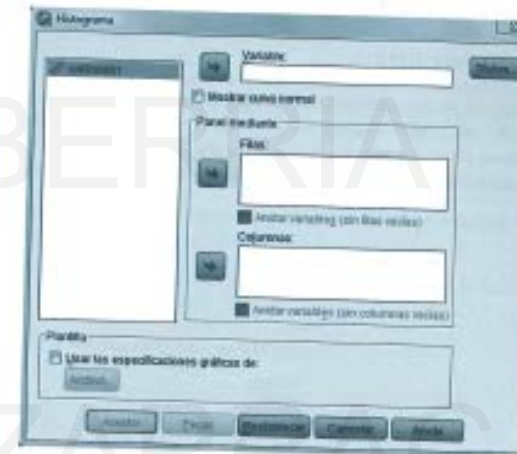 Histograma
Variable:
Mostrar curva normal
Panel mediante
Filas:
Anidar variables (sin filas vacías)
Columnas:
Anidar variables (sin columnas vacías)
Plantilla
Usar las especificaciones gráficas de:
Archivo...
Aceptar Pegar Restablecer Cancelar Ayuda